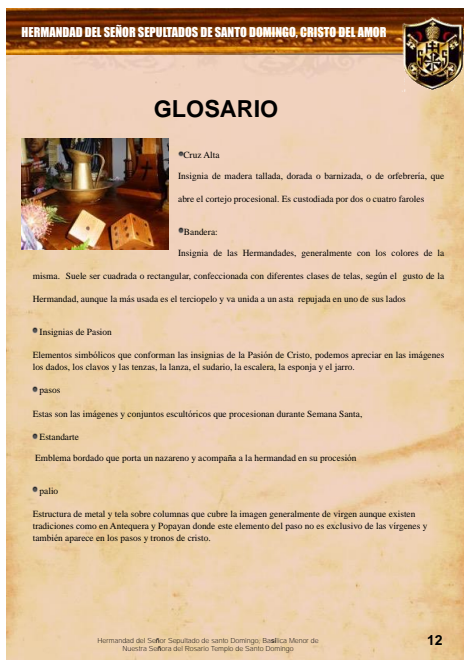 HERMANDAD DEL SEÑOR SEPULTADOS DE SANTO DOMINGO, CRISTO DEL AMOR
GLOSARIO
•Cruz Alta
Insignia de madera tallada, dorada o barnizada, o de orfebrería, que
abre el cortejo procesional. Es custodiada por dos o cuatro faroles
•Bandera:
Insignia de las Hermandades, generalmente con los colores de la
misma. Suele ser cuadrada o rectangular, confeccionada con diferentes clases de telas, según el gusto de la
Hermandad, aunque la más usada es el terciopelo y va unida a un asta repujada en uno de sus lados
• Insignias de Pasion
Elementos simbólicos que conforman las insignias de la Pasión de Cristo, podemos apreciar en las imágenes
los dados, los clavos y las tenzas, la lanza, el sudario, la escalera, la esponja y el jarro.
• pasos
Estas son las imágenes y conjuntos escultóricos que procesionan durante Semana Santa,
• Estandarte
Emblema bordado que porta un nazareno y acompaña a la hermandad en su procesión
• palio
Estructura de metal y tela sobre columnas que cubre la imagen generalmente de virgen aunque existen
tradiciones como en Antequera y Popayan donde este elemento del paso no es exclusivo de las vírgenes y
también aparece en los pasos y tronos de cristo.
Hermandad del Señor Sepultado de santo Domingo, Basílica Menor de
Nuestra Señora del Rosario Templo de Santo Domingo
12